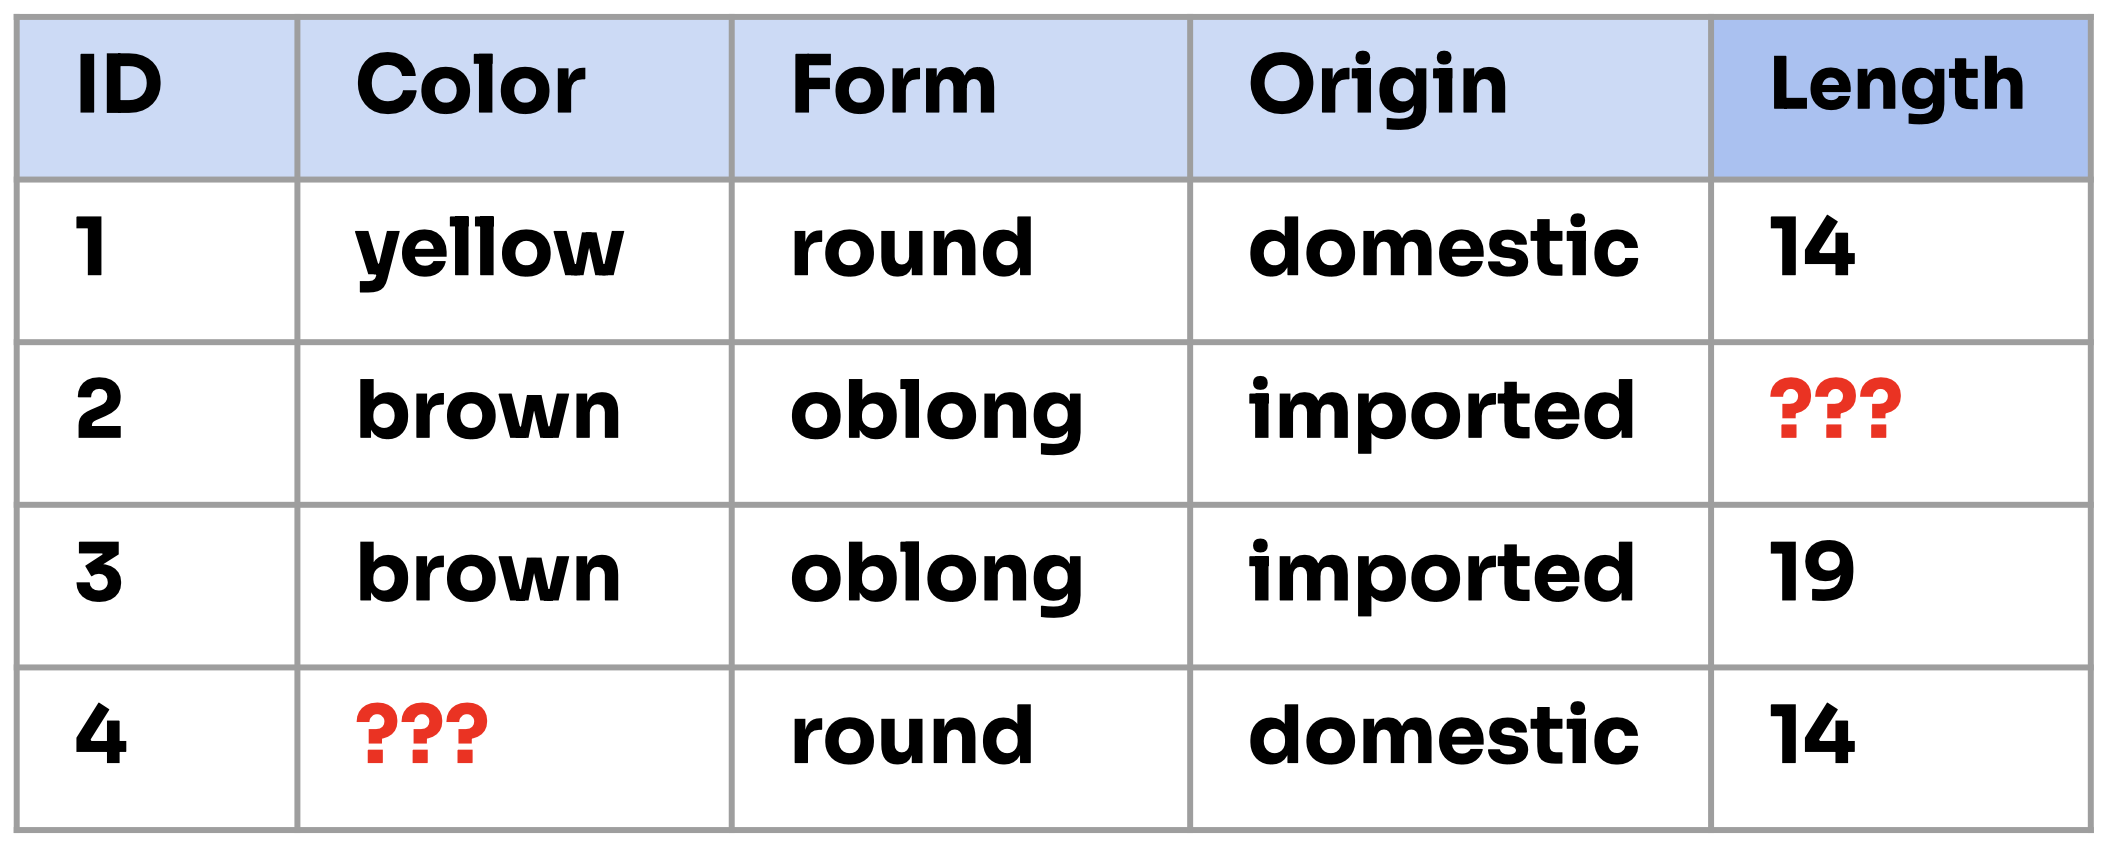 ID Color Form Origin Length
1 yellow round domestic 14
2 brown oblong imported ???
3 brown oblong imported 19
4 ??? round domestic 14